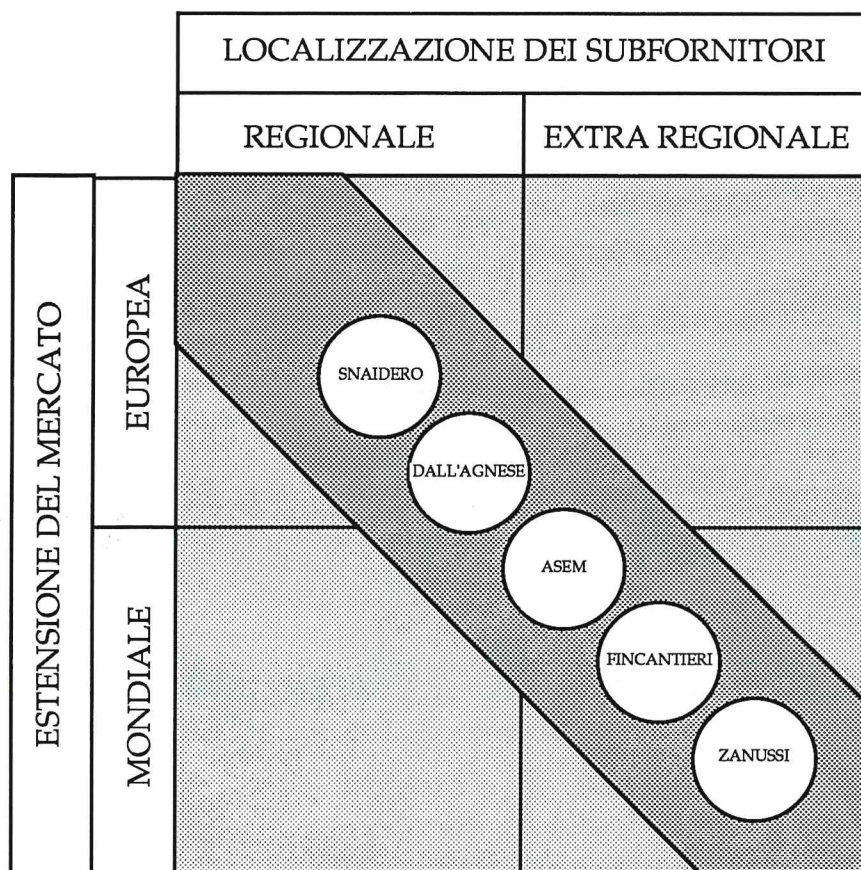 LOCALIZZAZIONE DEI SUBFORNITORI
REGIONALE
EXTRA REGIONALE
ESTENSIONE DEL MERCATO
EUROPEA
MONDIALE
SNAIDERO
DALL'AGNESE
ASEM
FINCANTIERI
ZANUSSI